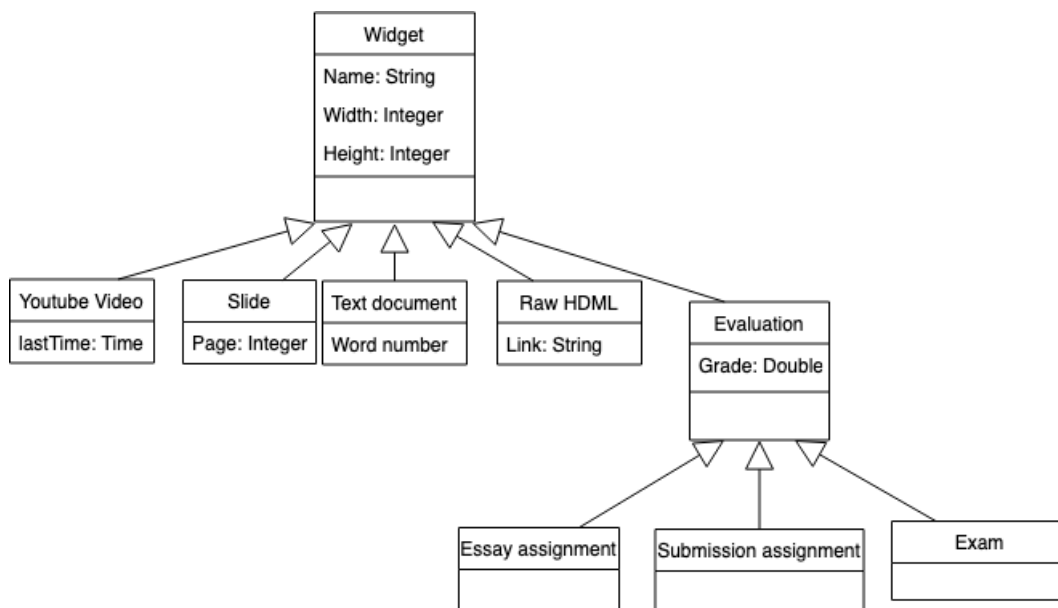 Widget
Name: String
Width: Integer
Height: Integer
Youtube Video
lastTime: Time
Slide
Page: Integer
Text document
Word number
Raw HDML
Link: String
Evaluation
Grade: Double
Essay assignment
Submission assignment
Exam